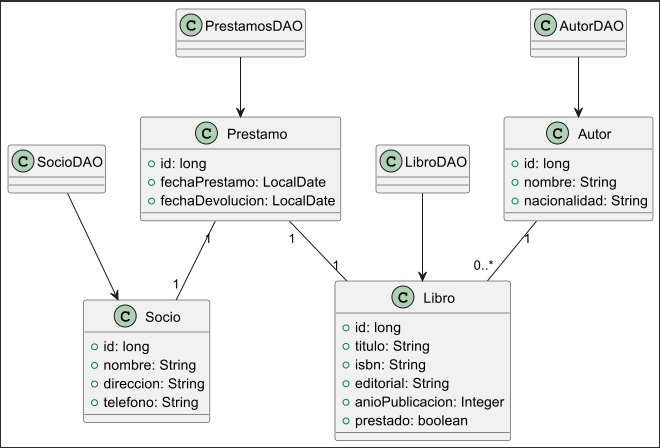 C PrestamosDAO
C AutorDAO
C Prestamo
id: long
fechaPrestamo: LocalDate
fechaDevolucion: LocalDate
C Autor
id: long
nombre: String
nacionalidad: String
C SocioDAO
C LibroDAO
1
1
1
1
1
0..*
C Socio
id: long
nombre: String
direccion: String
telefono: String
C Libro
id: long
titulo: String
isbn: String
editorial: String
anioPublicacion: Integer
prestado: boolean